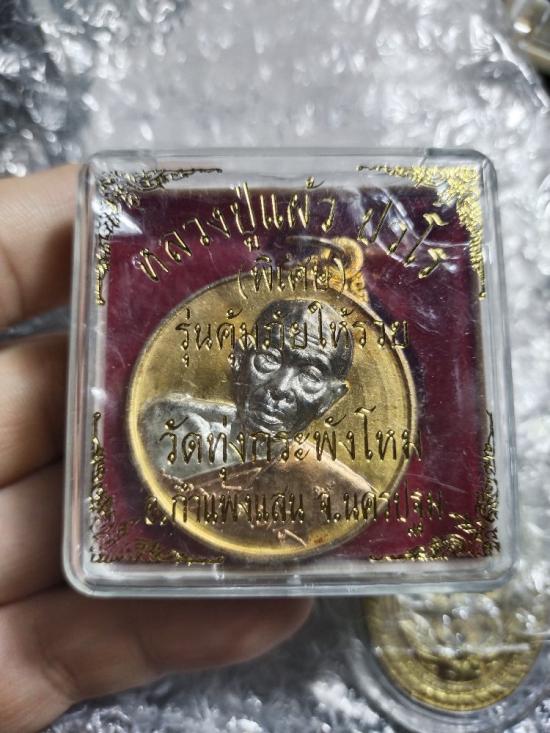 หลวงปู่แผ้ว ปวโร
(พิเศษ)
รุ่นคุ้มภัยให้รวย
วัดทุ่งกระพังโหม
อ.กำแพงแสน จ.นครปฐม